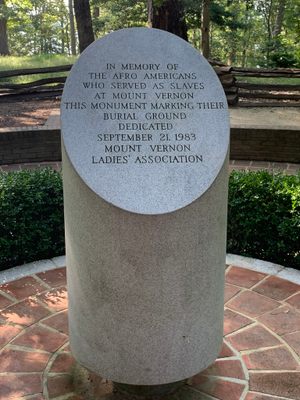 IN MEMORY OF
THE AFRO AMERICANS
WHO SERVED AS SLAVES
AT MOUNT VERNON
THIS MONUMENT MARKING THEIR
BURIAL GROUND
DEDICATED
SEPTEMBER 21, 1983
MOUNT VERNON
LADIES' ASSOCIATION